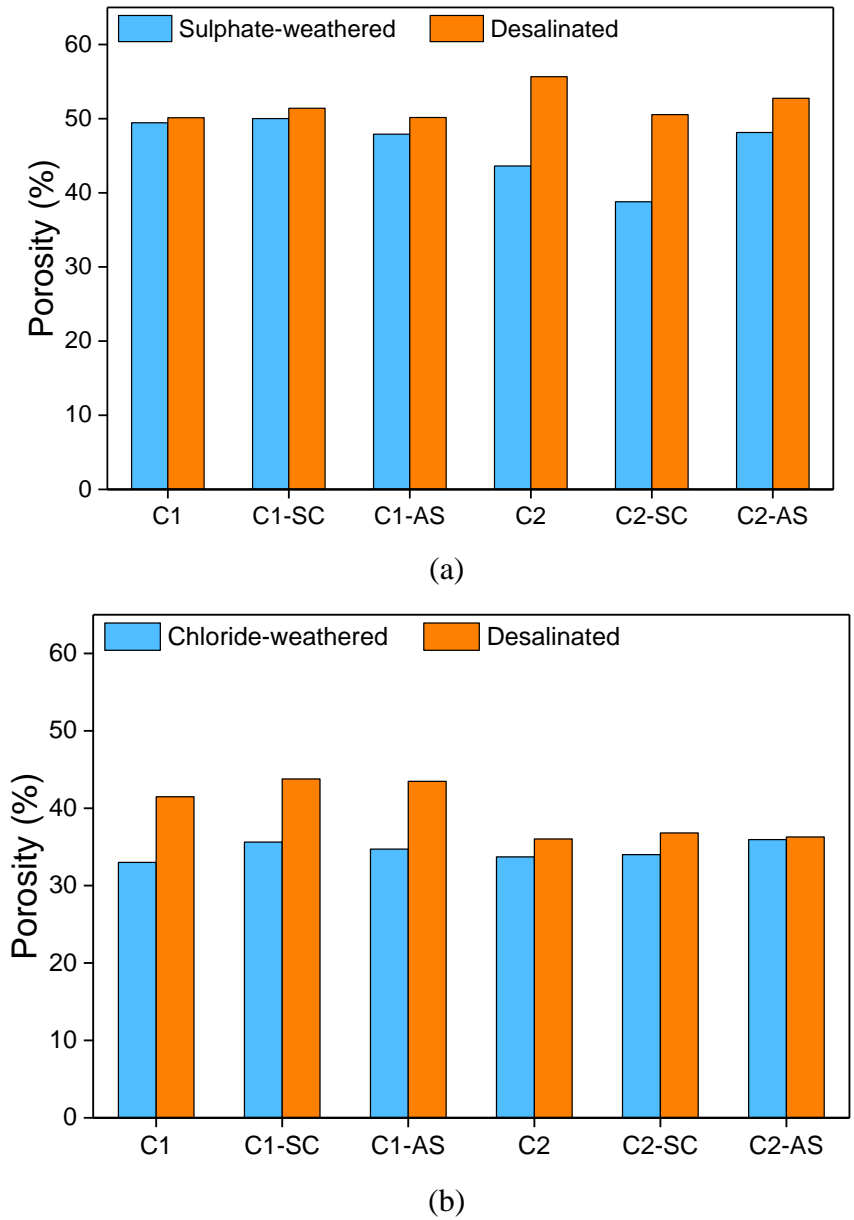 Sulphate-weathered Desalinated
Porosity (%)
60
50
40
30
20
10
0
C1 C1-SC C1-AS C2 C2-SC C2-AS
(a)
Chloride-weathered Desalinated
Porosity (%)
60
50
40
30
20
10
0
C1 C1-SC C1-AS C2 C2-SC C2-AS
(b)